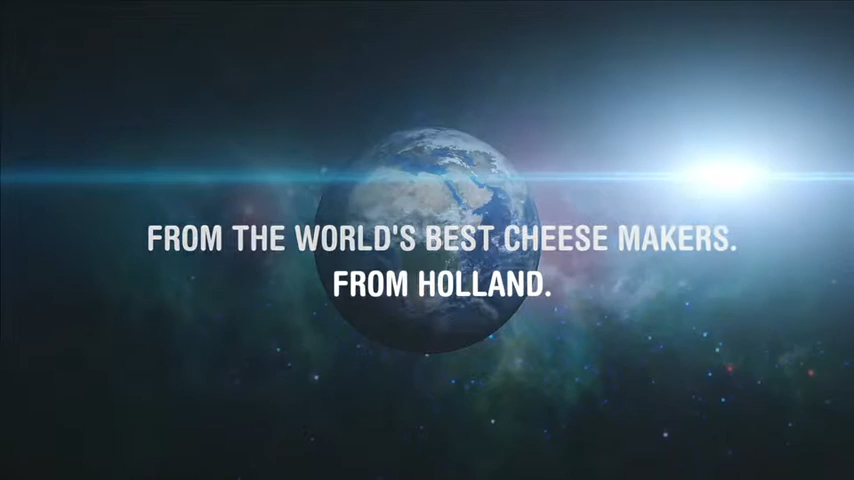 FROM THE WORLD'S BEST CHEESE MAKERS.
FROM HOLLAND.